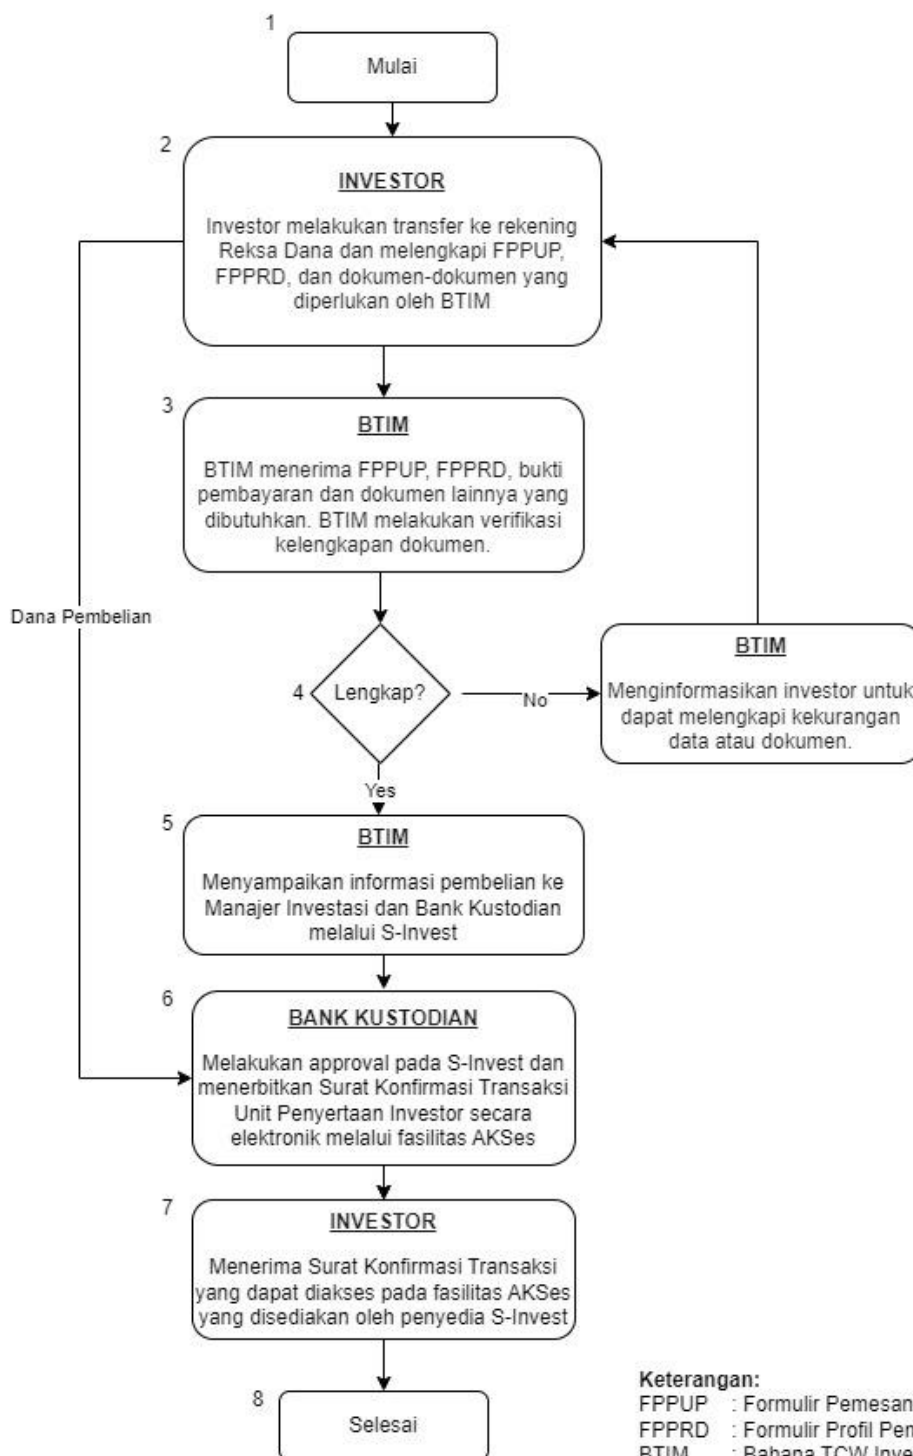 1
Mulai
2
INVESTOR
Investor melakukan transfer ke rekening
Reksa Dana dan melengkapi FPPUP,
FPPRD, dan dokumen-dokumen yang
diperlukan oleh BTIM
3
BTIM
BTIM menerima FPPUP, FPPRD, bukti
pembayaran dan dokumen lainnya yang
dibutuhkan. BTIM melakukan verifikasi
kelengkapan dokumen.
Dana Pembelian
4
Lengkap?
No
BTIM
Menginformasikan investor untuk
dapat melengkapi kekurangan
data atau dokumen.
Yes
5
BTIM
Menyampaikan informasi pembelian ke
Manajer Investasi dan Bank Kustodian
melalui S-Invest
6
BANK KUSTODIAN
Melakukan approval pada S-Invest dan
menerbitkan Surat Konfirmasi Transaksi
Unit Penyertaan Investor secara
elektronik melalui fasilitas AKSes
7
INVESTOR
Menerima Surat Konfirmasi Transaksi
yang dapat diakses pada fasilitas AKSes
yang disediakan oleh penyedia S-Invest
8
Selesai
Keterangan:
FPPUP : Formulir
FPPRD : Formulir Profil
BTIM : Bahana TCW